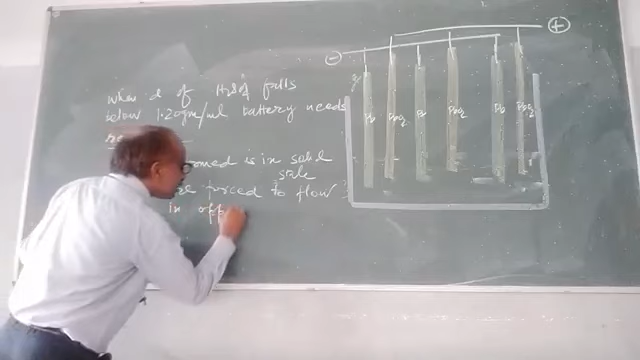 when d of H2SO4 falls
below 1.20gm/ml battery needs
is in solid
state
forced to flow
in opp
⊖
⊕
Pb
PbO2
Pb
PbO2
Pb
PbO2